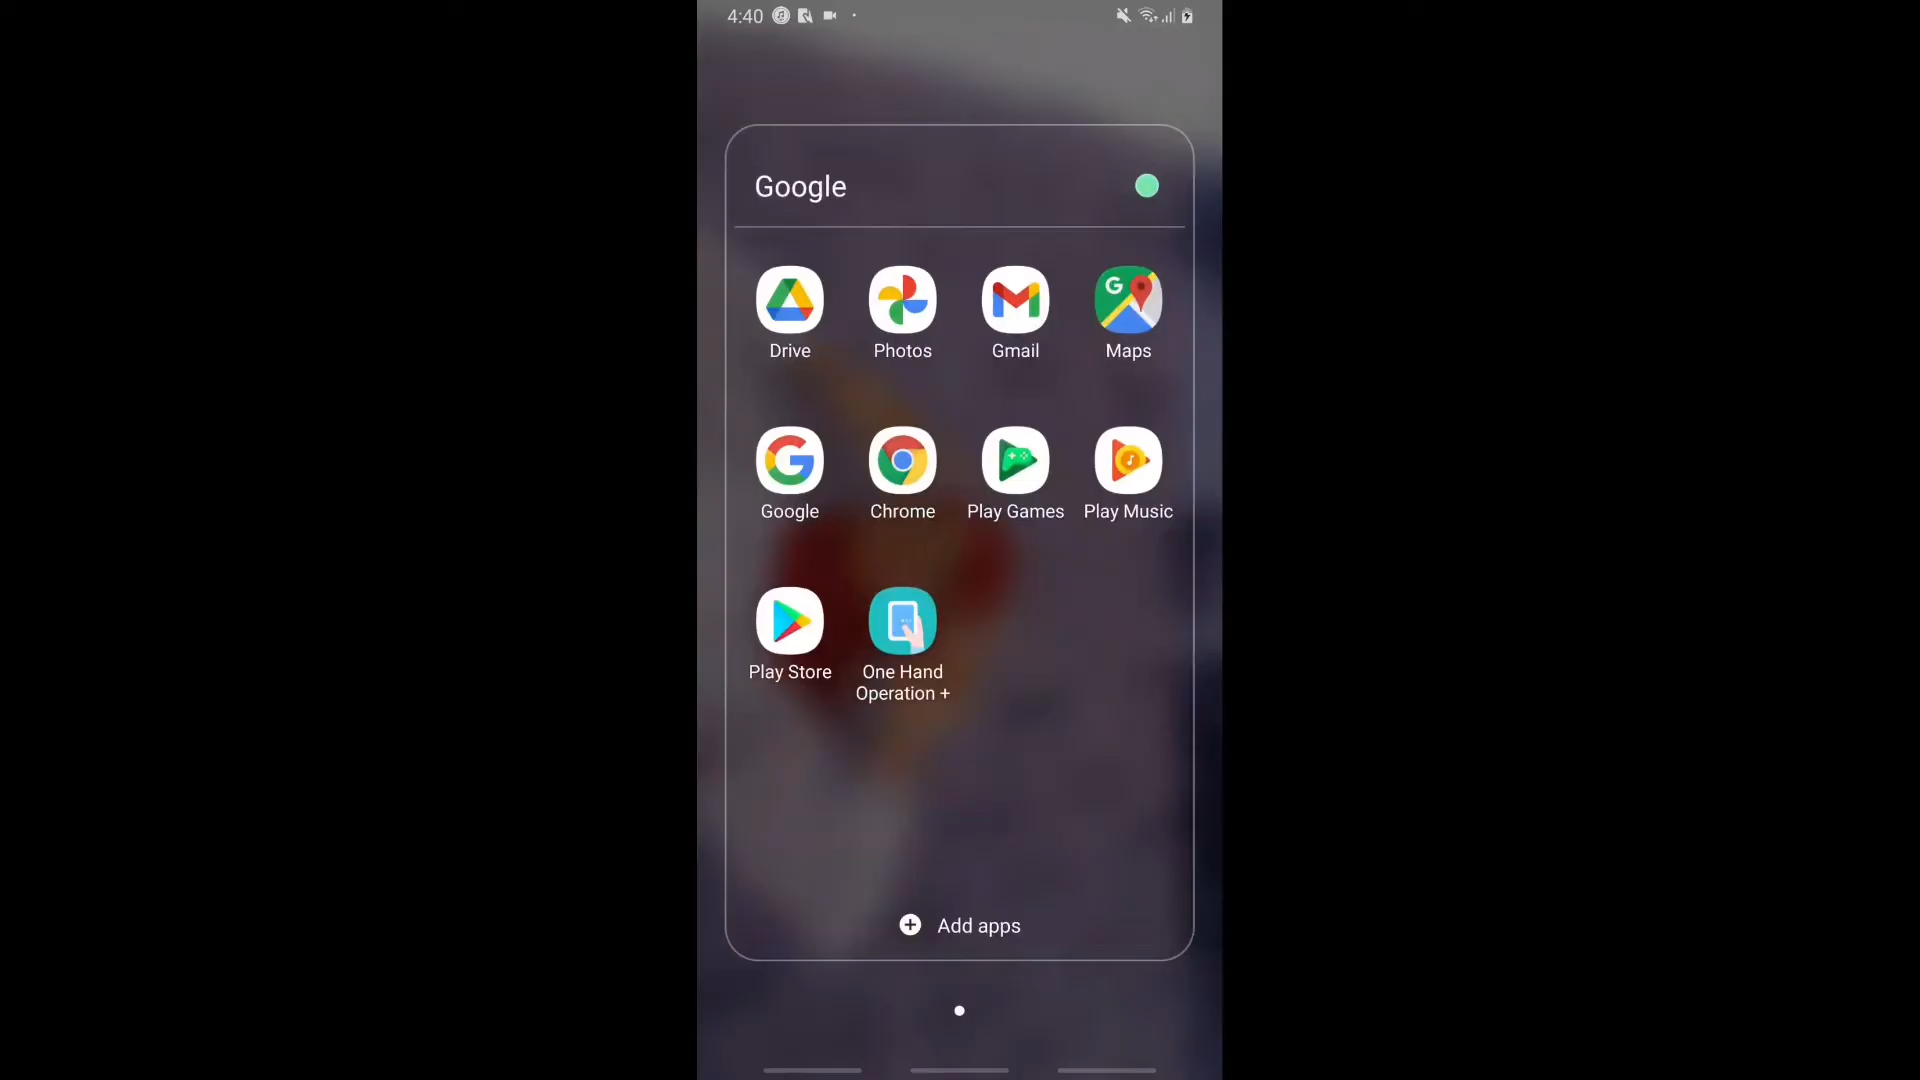 4:40
Google
Drive
Photos
Gmail
Maps
Google
Chrome
Play Games
Play Music
Play Store
One Hand
Operation +
Add apps